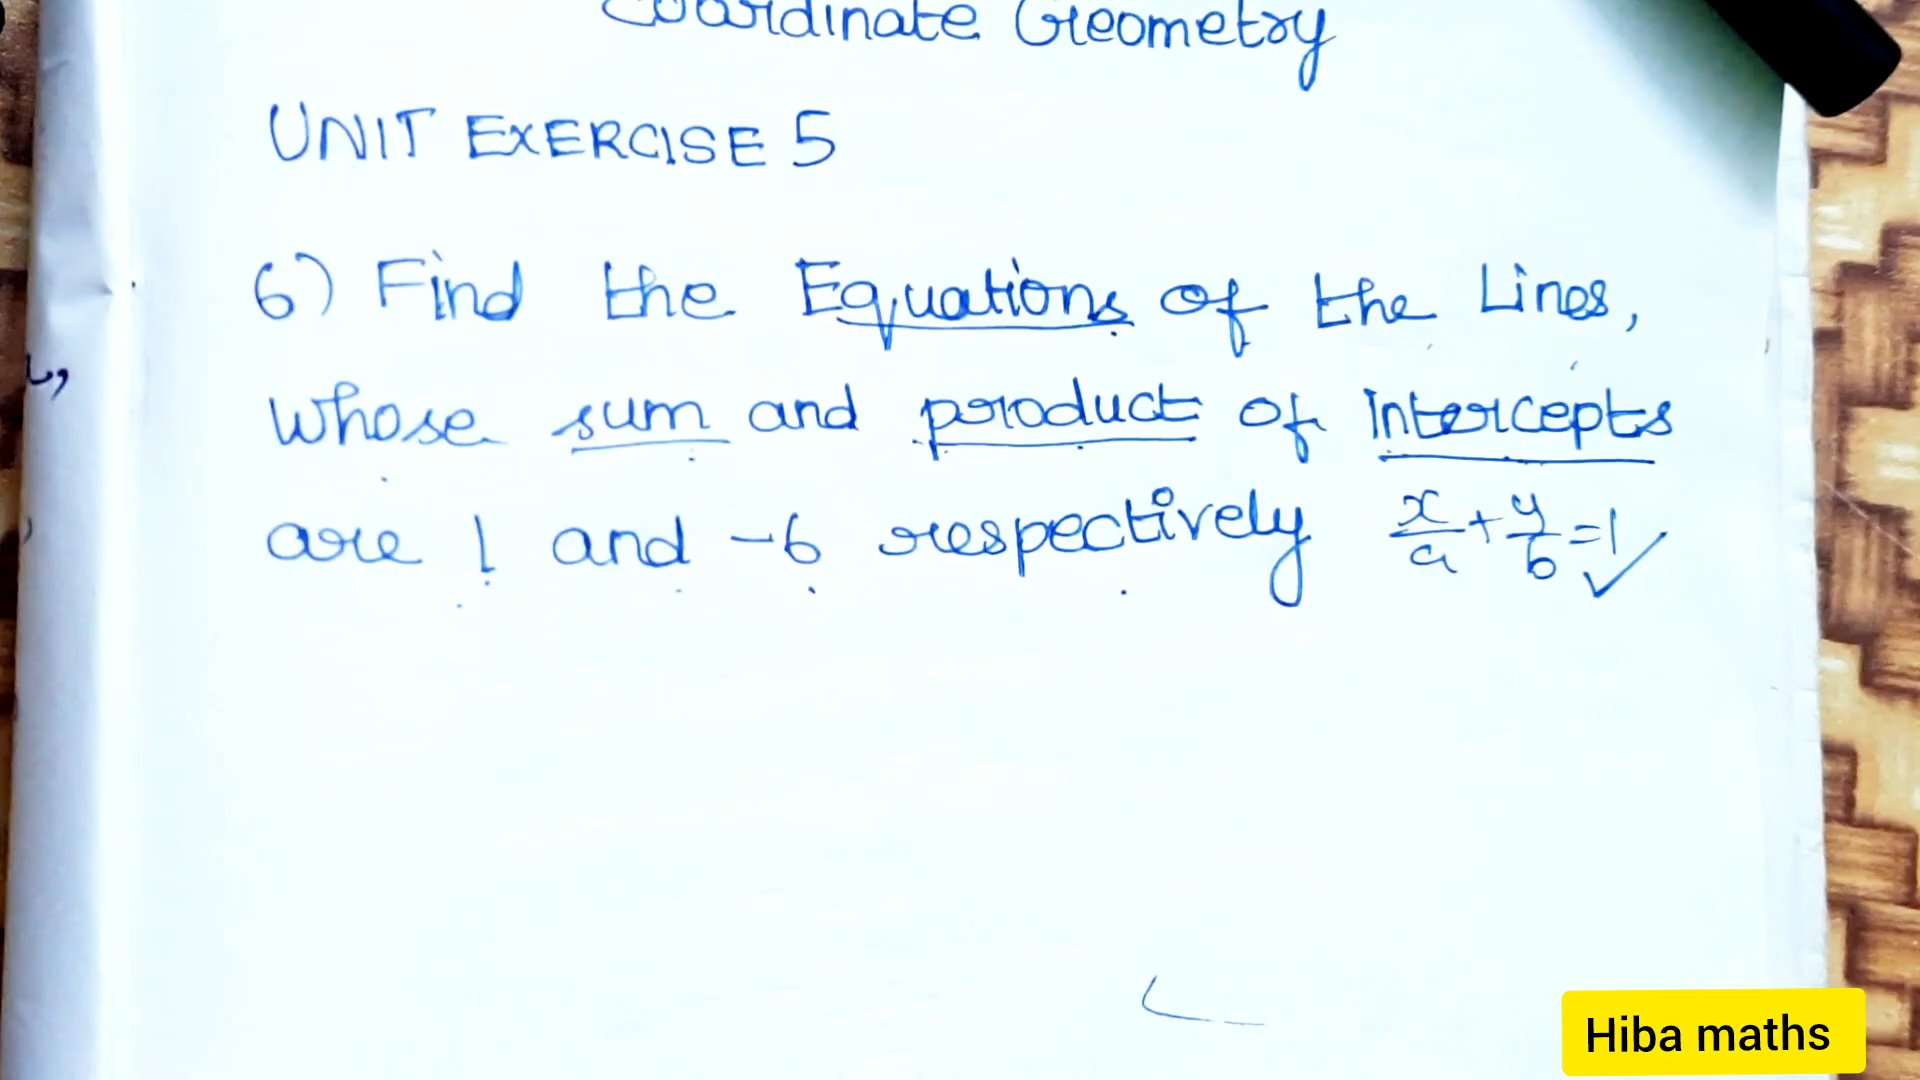 Coordinate Geometry
UNIT EXERCISE 5
6) Find the Equations of the Lines,
whose sum and product of intercepts
are 1 and -6 respectively x/a + y/b = 1 ✓
Hiba maths